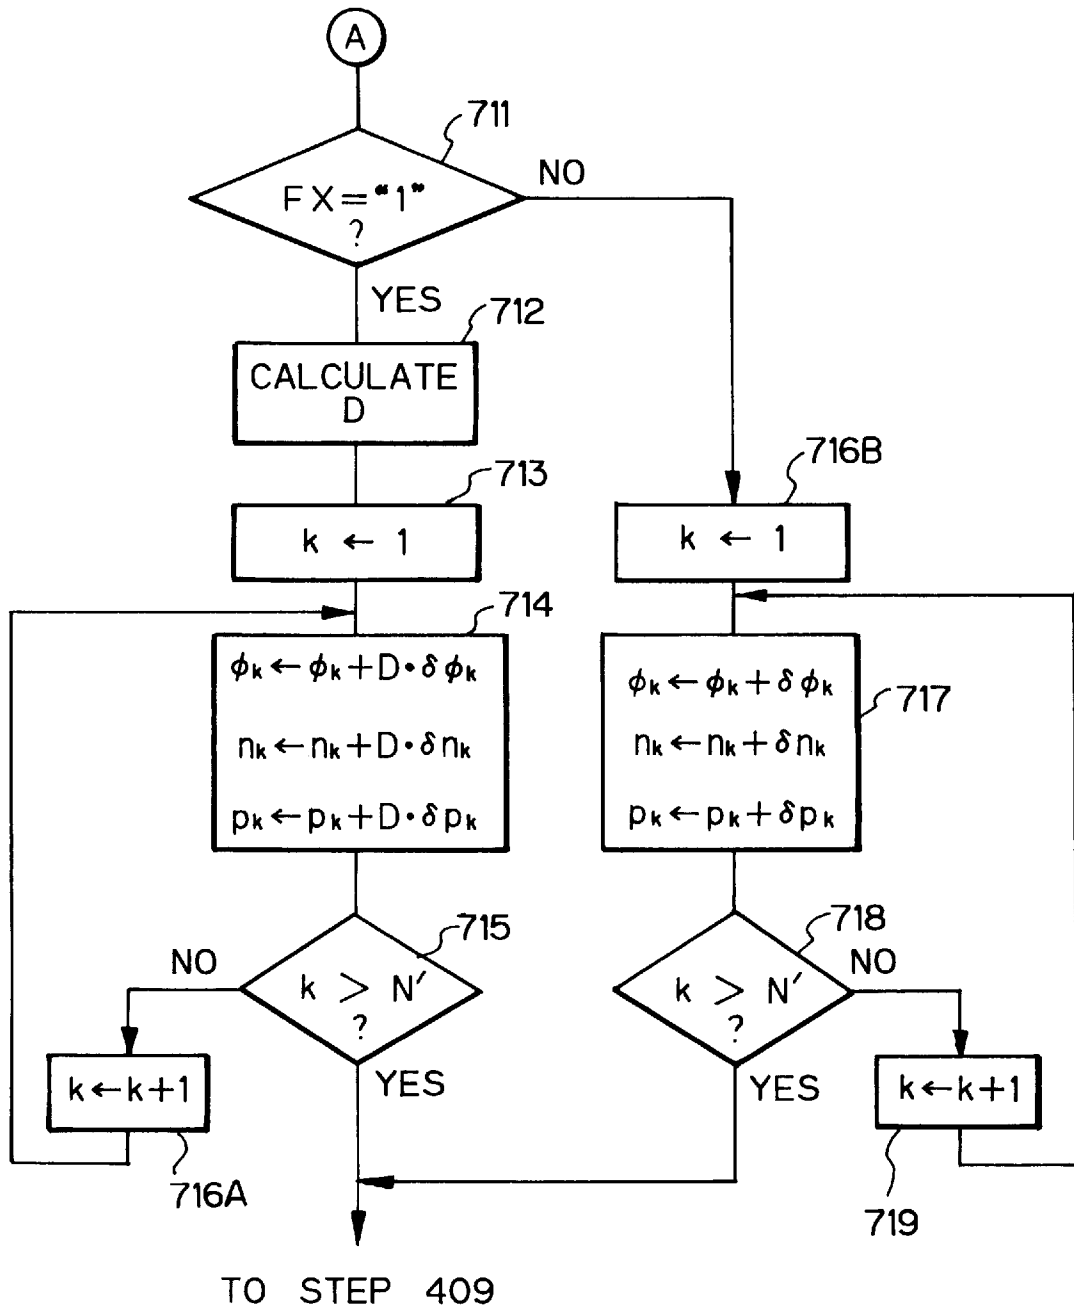 A
711
FX="1"
?
NO
YES
712
CALCULATE
D
713
k ← 1
716B
k ← 1
714
ϕk ← ϕk + D・δϕk
nk ← nk + D・δnk
pk ← pk + D・δpk
717
ϕk ← ϕk + δϕk
nk ← nk + δnk
pk ← pk + δpk
715
k > N'
?
NO
YES
718
k > N'
?
NO
YES
k ← k+1
716A
k ← k+1
719
TO STEP 409